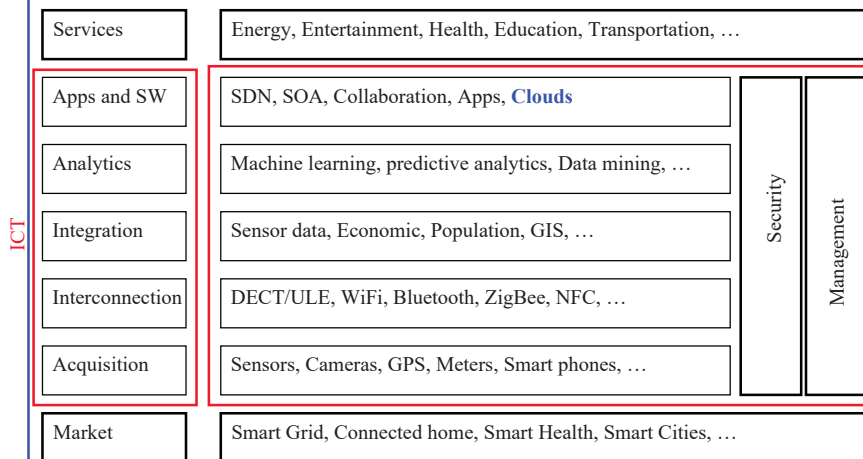 Services
Energy, Entertainment, Health, Education, Transportation, …
Apps and SW
SDN, SOA, Collaboration, Apps, Clouds
Analytics
Machine learning, predictive analytics, Data mining, …
Integration
Sensor data, Economic, Population, GIS, …
Interconnection
DECT/ULE, WiFi, Bluetooth, ZigBee, NFC, …
Acquisition
Sensors, Cameras, GPS, Meters, Smart phones, …
Market
Smart Grid, Connected home, Smart Health, Smart Cities, …
ICT
Security
Management